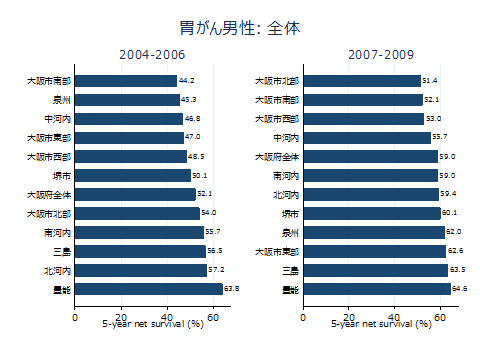 胃がん男性: 全体
2004-2006
大阪市南部 44.2
泉州 45.3
中河内 46.8
大阪市東部 47.0
大阪市西部 48.5
堺市 50.1
大阪府全体 52.1
大阪市北部 54.0
南河内 55.7
三島 56.5
北河内 57.2
豊能 63.8
0 20 40 60
5-year net survival (%)
2007-2009
大阪市北部 51.4
大阪市南部 52.1
大阪市西部 53.0
中河内 55.7
大阪府全体 59.0
南河内 59.0
北河内 59.4
堺市 60.1
泉州 62.0
大阪市東部 62.6
三島 63.5
豊能 64.6
0 20 40 60
5-year net survival (%)